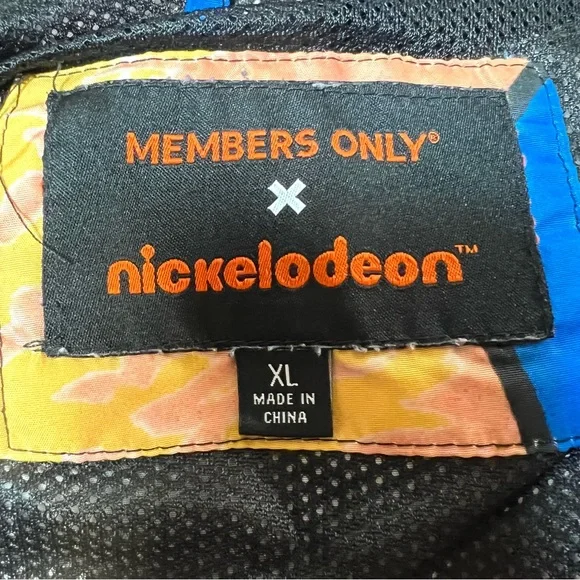 MEMBERS ONLY®
X
nickelodeon™
XL
MADE IN
CHINA